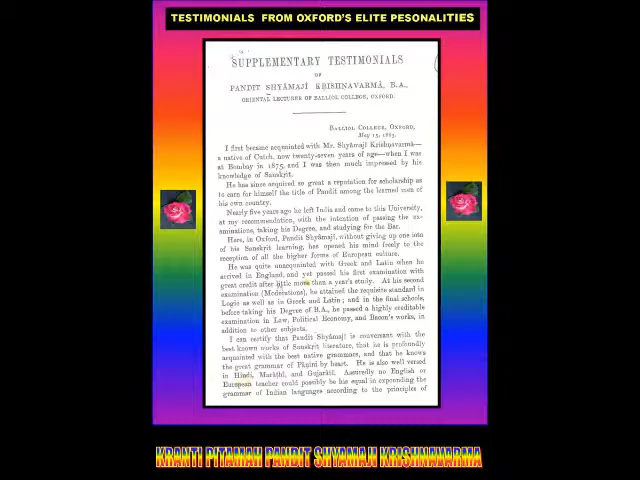 TESTIMONIALS FROM OXFORD'S ELITE PESONALITIES
SUPPLEMENTARY TESTIMONIALS
OF
PANDIT SHYÂMAJÎ KRISHNAVARMÂ, B.A.,
ORIENTAL LECTURER OF BALLIOL COLLEGE, OXFORD.
BALLIOL COLLEGE, OXFORD,
May 15, 1883.
I first became acquainted with Mr. Shyâmajî Krishnavarmâ—
a native of Cutch, now twenty-seven years of age—when I was
at Bombay in 1875, and I was then much impressed by his
knowledge of Sanskrit.
He has since acquired so great a reputation for scholarship as
to earn for himself the title of Pandit among the learned men of
his own country.
Nearly five years ago he left India and came to this University,
at my recommendation, with the intention of passing the ex-
aminations, taking his Degree, and studying for the Bar.
Here, in Oxford, Pandit Shyâmajî, without giving up one iota
of his Sanskrit learning, has opened his mind freely to the
reception of all the higher forms of European culture.
He was quite unacquainted with Greek and Latin when he
arrived in England, and yet passed his first examination with
great credit after little more than a year's study. At his second
examination (Moderations), he attained the requisite standard in
Logic as well as in Greek and Latin; and in the final schools,
before taking his Degree of B.A., he passed a highly creditable
examination in Law, Political Economy, and Bacon's works, in
addition to other subjects.
I can certify that Pandit Shyâmajî is conversant with the
best known works of Sanskrit literature, that he is profoundly
acquainted with the best native grammars, and that he knows
the great grammar of Pânini by heart. He is also well versed
in Hindî, Marâthî, and Gujarâtî. Assuredly no English or
European teacher could possibly be his equal in expounding the
grammar of Indian languages according to the principles of
KRANTI PITAMAH PANDIT SHYAMAJI KRISHNAVARMA